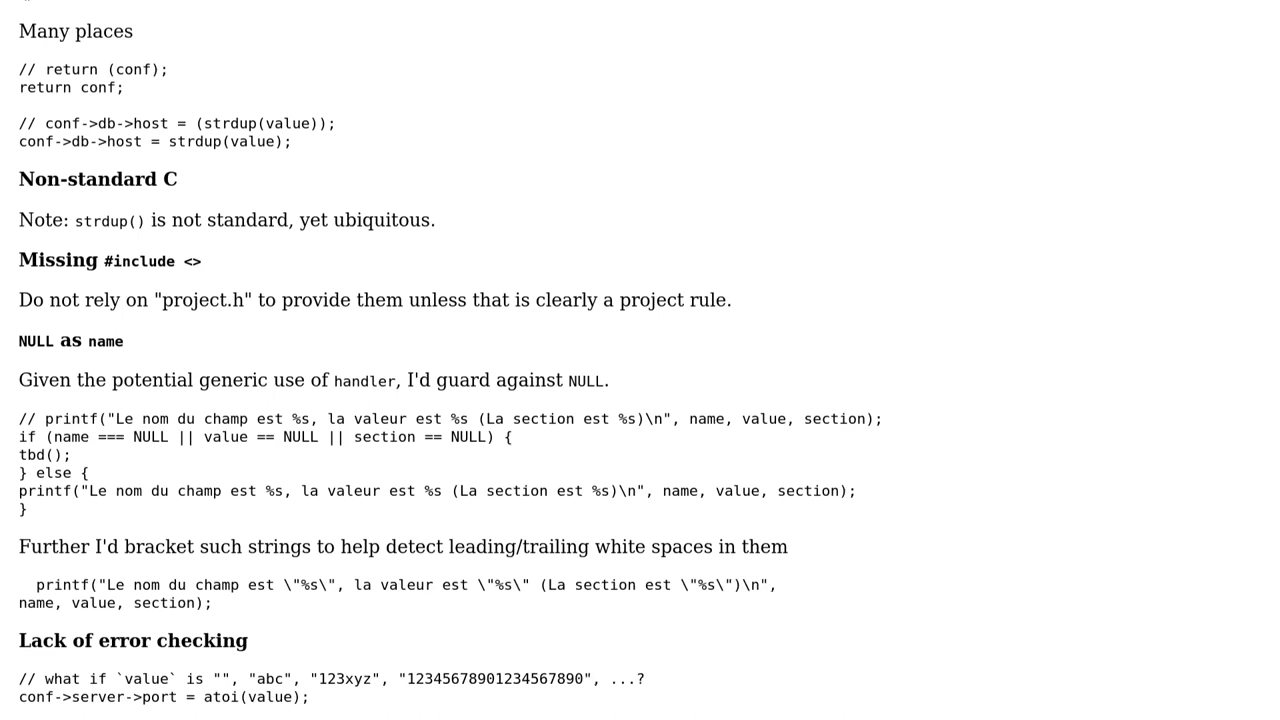 Many places
// return (conf);
return conf;
// conf->db->host = (strdup(value));
conf->db->host = strdup(value);
Non-standard C
Note: strdup() is not standard, yet ubiquitous.
Missing #include <>
Do not rely on "project.h" to provide them unless that is clearly a project rule.
NULL as name
Given the potential generic use of handler, I'd guard against NULL.
// printf("Le nom du champ est %s, la valeur est %s (La section est %s)\n", name, value, section);
if (name === NULL || value == NULL || section == NULL) {
tbd();
} else {
printf("Le nom du champ est %s, la valeur est %s (La section est %s)\n", name, value, section);
}
Further I'd bracket such strings to help detect leading/trailing white spaces in them
printf("Le nom du champ est \"%s\", la valeur est \"%s\" (La section est \"%s\")\n",
name, value, section);
Lack of error checking
// what if `value` is "", "abc", "123xyz", "12345678901234567890", ...?
conf->server->port = atoi(value);